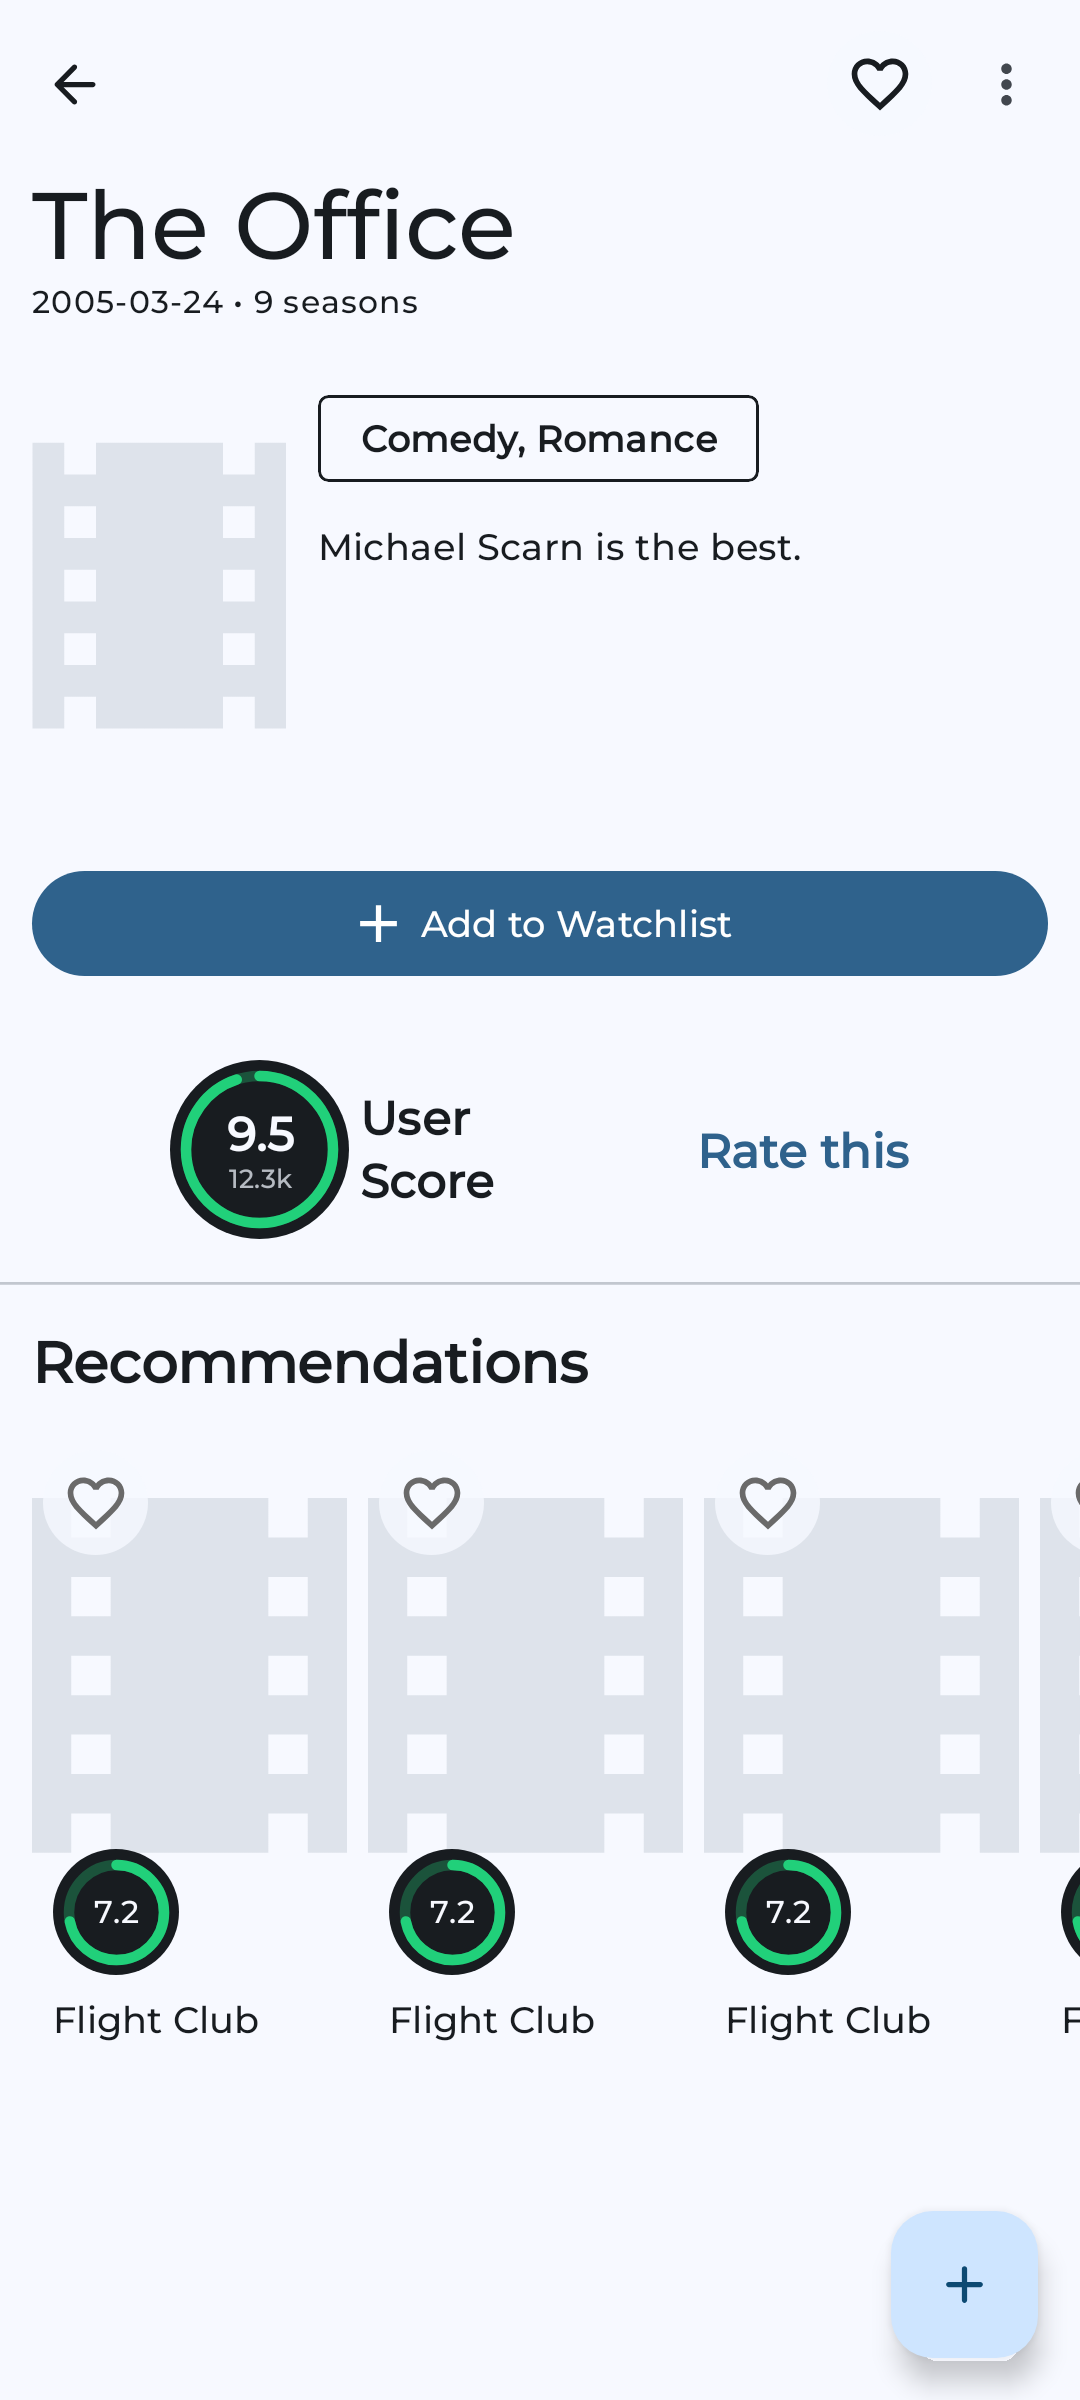 The Office
2005-03-24 • 9 seasons
Comedy, Romance
Michael Scarn is the best.
Add to Watchlist
9.5
12.3k
User
Score
Rate this
Recommendations
7.2
7.2
7.2
Flight Club
Flight Club
Flight Club